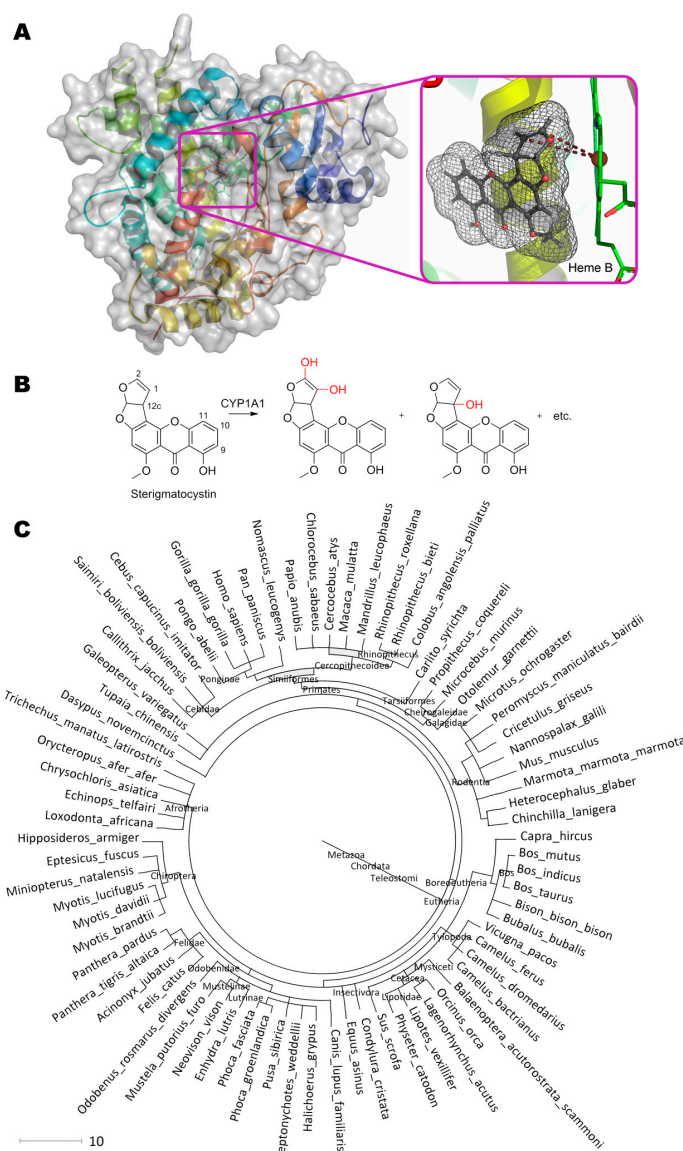 A
Heme B
B
2
1
12c
11
10
9
O
O
O
O
O
OH
Sterigmatocystin
CYP1A1
OH
OH
O
O
O
O
O
OH
+
OH
O
O
O
O
O
OH
+
etc.
C
Hipposideros_armiger
Loxodonta_africana
Echinops_telfairi
Chrysochloris_asiatica
Orycteropus_afer_afer
Trichechus_manatus_latirostris
Dasypus_novemcinctus
Tupaia_chinensis
Galeopterus_variegatus
Callithrix_jacchus
Saimiri_boliviensis_boliviensis
Cebus_capucinus_imitator
Pongo_abelii
Gorilla_gorilla_gorilla
Homo_sapiens
Pan_paniscus
Nomascus_leucogenys
Papio_anubis
Chlorocebus_sabaeus
Cercocebus_atys
Macaca_mulatta
Mandrillus_leucophaeus
Rhinopithecus_roxellana
Rhinopithecus_bieti
Colobus_angolensis_palliatus
Carlito_syrichta
Propithecus_coquereli
Microcebus_murinus
Otolemur_garnettii
Microtus_ochrogaster
Peromyscus_maniculatus_bairdii
Cricetulus_griseus
Nannospalax_galili
Mus_musculus
Marmota_marmota_marmota
Heterocephalus_glaber
Chinchilla_lanigera
Capra_hircus
Bos_mutus
Bos_indicus
Bos_taurus
Bison_bison_bison
Bubalus_bubalis
Vicugna_pacos
Camelus_ferus
Camelus_dromedarius
Camelus_bactrianus
Balaenoptera_acutorostrata_scammoni
Orcinus_orca
Lagenorhynchus_acutus
Lipotes_vexillifer
Physeter_catodon
Sus_scrofa
Condylura_cristata
Equus_asinus
Canis_lupus_familiaris
Halichoerus_grypus
eptonychotes_weddellii
Pusa_sibirica
Phoca_groenlandica
Phoca_fasciata
Enhydra_lutris
Neovison_vison
Mustela_putorius_furo
Odobenus_rosmarus_divergens
Felis_catus
Acinonyx_jubatus
Panthera_tigris_altaica
Panthera_pardus
Myotis_brandtii
Myotis_davidii
Myotis_lucifugus
Miniopterus_natalensis
Eptesicus_fuscus
Rhinopithecus
Cercopithecoidea
Simiiformes
Primates
Ponginae
Cebidae
Tarsiiformes
Cheirogaleidae
Galagidae
Rodentia
Afrotheria
Chiroptera
Metazoa
Chordata
Teleostomi
Boreoeutheria
Eutheria
Bos
Tylopoda
Mysticeti
Cetacea
Lipotidae
Insectivora
Felidae
Odobenidae
Mustelinae
Lutrinae
10